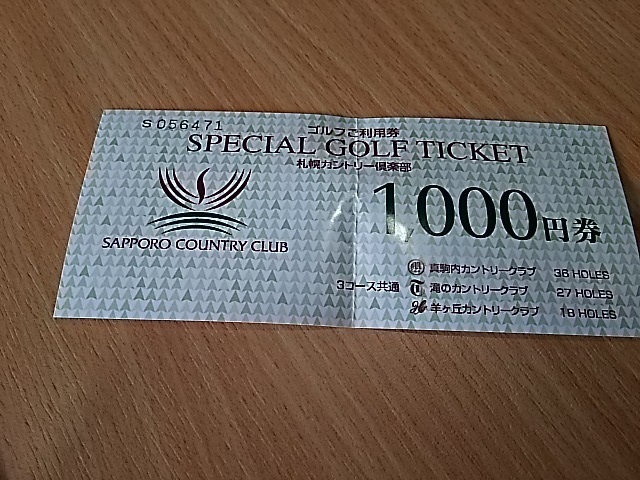 S056471
ゴルフご利用券
SPECIAL GOLF TICKET
札幌カントリー倶楽部
1,000円券
SAPPORO COUNTRY CLUB
3コース共通
真駒内カントリークラブ 36 HOLES
滝のカントリークラブ 27 HOLES
羊ヶ丘カントリークラブ 18 HOLES